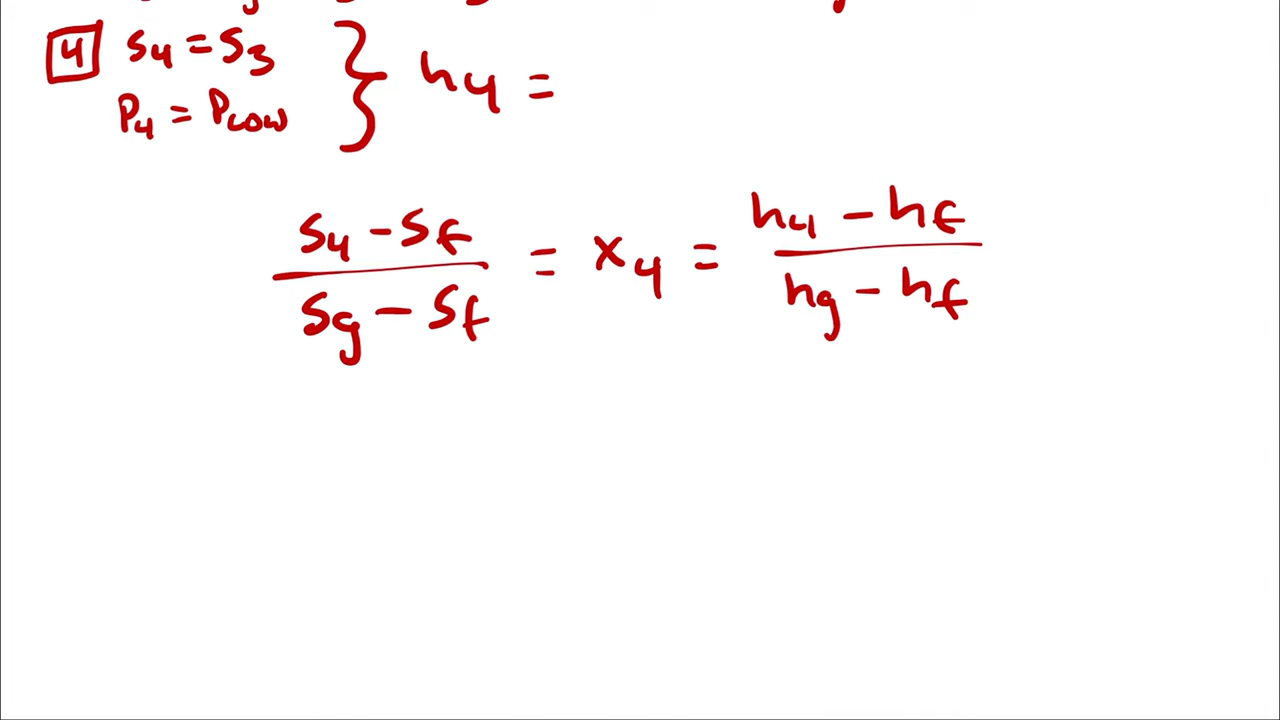 4 s4 = s3
P4 = PLOW } h4 =
s4 - sf / sg - sf = x4 = h4 - hf / hg - hf